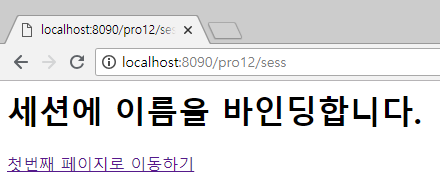 localhost:8090/pro12/ses
localhost:8090/pro12/sess
세션에 이름을 바인딩합니다.
첫번째 페이지로 이동하기